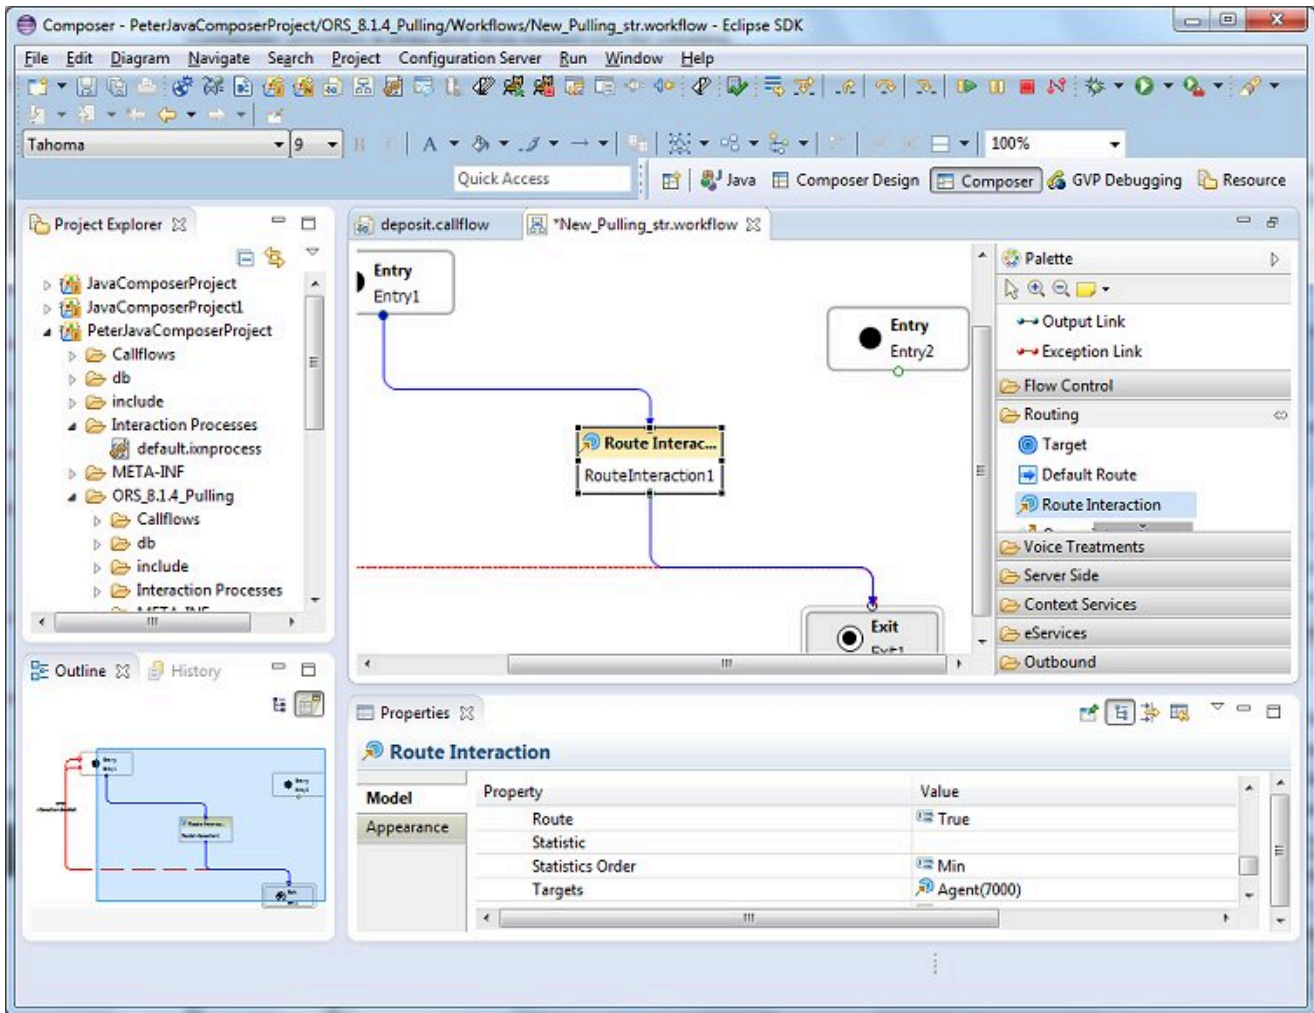 Composer - PeterJavaComposerProject/ORS_8.1.4_Pulling/Workflows/New_Pulling_str.workflow - Eclipse SDK
File Edit Diagram Navigate Search Project Configuration Server Run Window Help
Tahoma 9 B I A 100%
Quick Access Java Composer Design Composer GVP Debugging Resource
Project Explorer
JavaComposerProject
JavaComposerProject1
PeterJavaComposerProject
Callflows
db
include
Interaction Processes
default.ixnprocess
META-INF
ORS_8.1.4_Pulling
Callflows
db
include
Interaction Processes
META-INF
Outline History
deposit.callflow *New_Pulling_str.workflow
Entry
Entry1
Entry
Entry2
Route Interac...
RouteInteraction1
Exit
Exit1
Palette
Output Link
Exception Link
Flow Control
Routing
Target
Default Route
Route Interaction
Voice Treatments
Server Side
Context Services
eServices
Outbound
Properties
Route Interaction
Model
Appearance
Property Value
Route True
Statistic
Statistics Order Min
Targets Agent(7000)